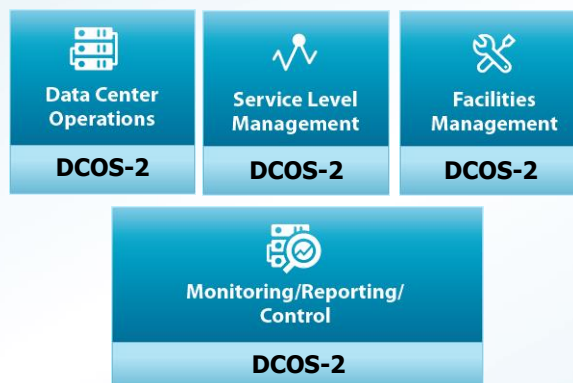 Data Center
Operations
DCOS-2
Service Level
Management
DCOS-2
Facilities
Management
DCOS-2
Monitoring/Reporting/
Control
DCOS-2